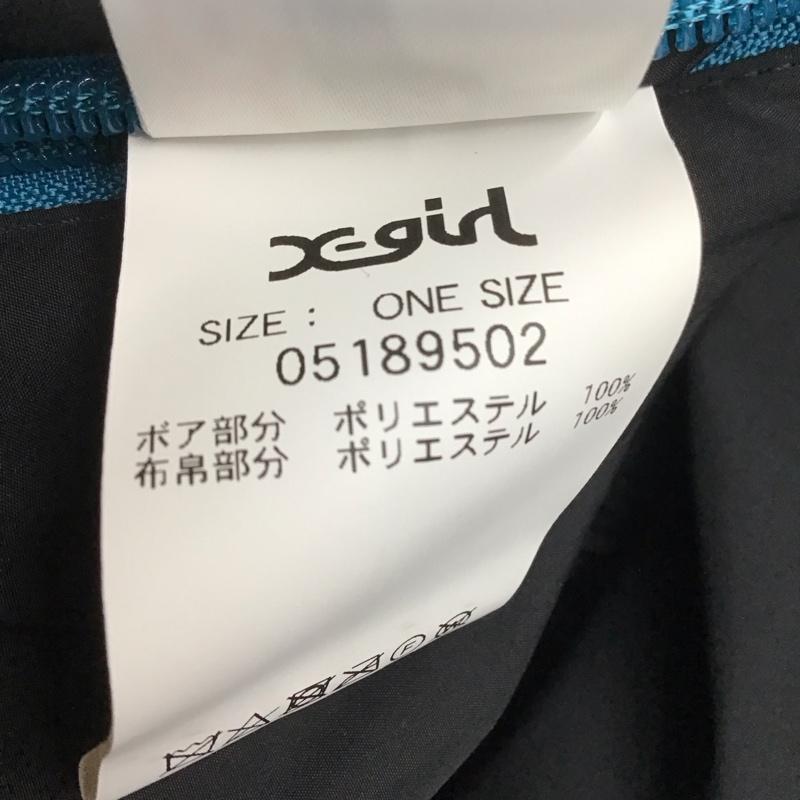 X-girl
SIZE : ONE SIZE
05189502
ボア部分 ポリエステル 100%
布帛部分 ポリエステル 100%